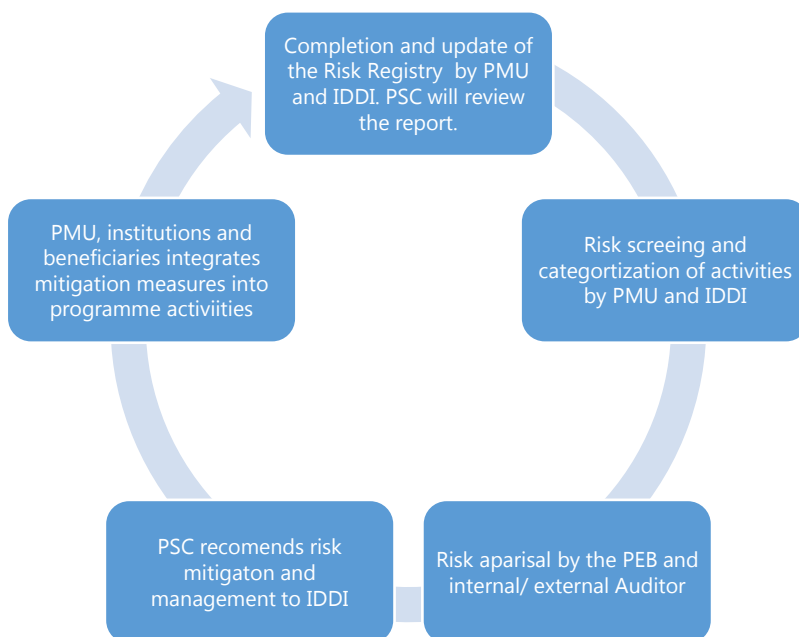 Completion and update of
the Risk Registry by PMU
and IDDI. PSC will review
the report.
Risk screeing and
categortization of activities
by PMU and IDDI
Risk aparisal by the PEB and
internal/ external Auditor
PSC recomends risk
mitigaton and
management to IDDI
PMU, institutions and
beneficiaries integrates
mitigation measures into
programme activiities